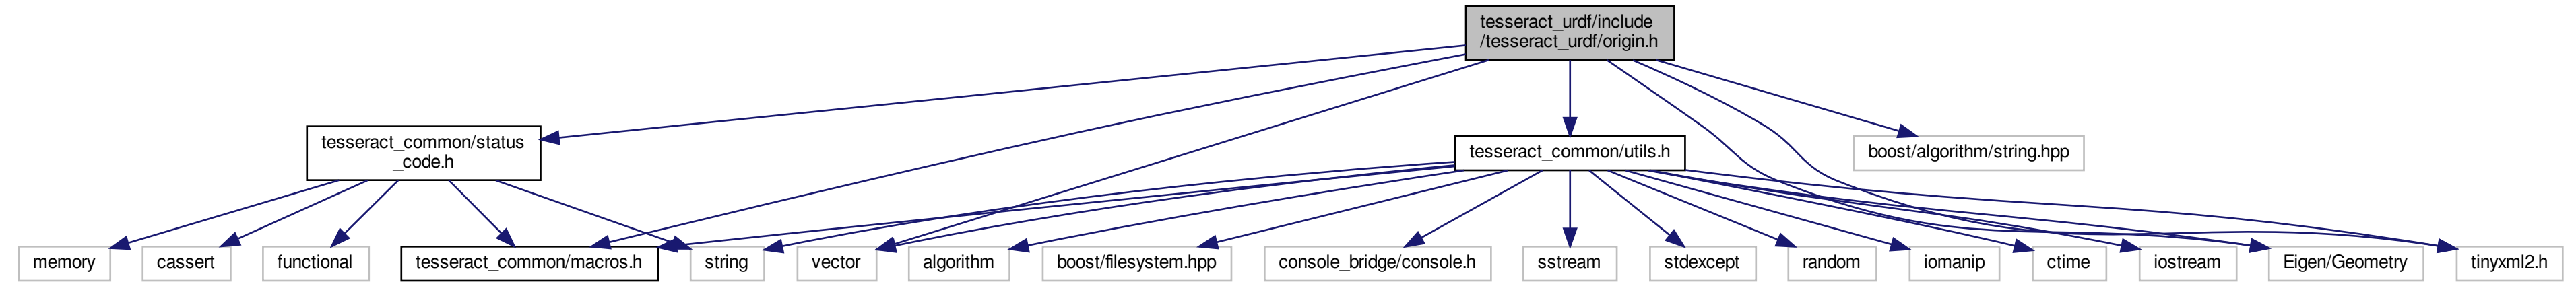 tesseract_urdf/include
/tesseract_urdf/origin.h
tesseract_common/status
_code.h
tesseract_common/utils.h
boost/algorithm/string.hpp
memory
cassert
functional
tesseract_common/macros.h
string
vector
algorithm
boost/filesystem.hpp
console_bridge/console.h
sstream
stdexcept
random
iomanip
ctime
iostream
Eigen/Geometry
tinyxml2.h